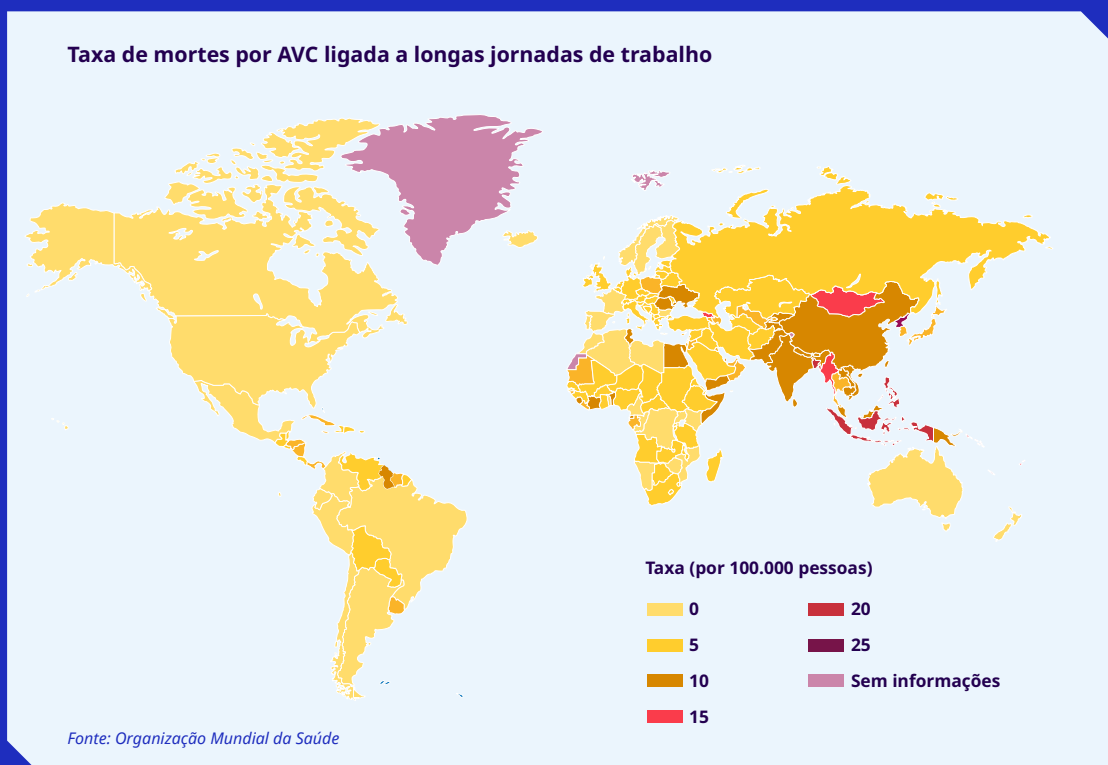 Taxa de mortes por AVC ligada a longas jornadas de trabalho
Taxa (por 100.000 pessoas)
0
5
10
15
20
25
Sem informações
Fonte: Organização Mundial da Saúde